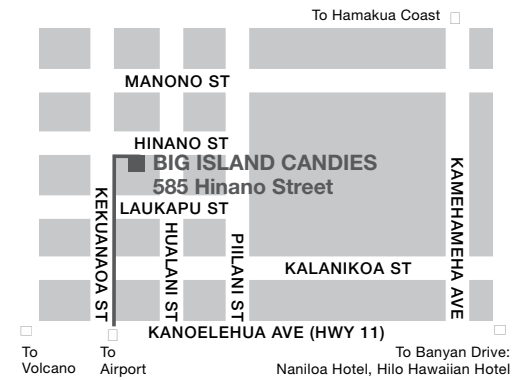 To Hamakua Coast
MANONO ST
HINANO ST
BIG ISLAND CANDIES
585 Hinano Street
LAUKAPU ST
KEKUANAOA ST
HUALANI ST
PIILANI ST
KAMEHAMEHA AVE
KALANIKOA ST
KANOELEHUA AVE (HWY 11)
To
Volcano
To
Airport
To Banyan Drive:
Naniloa Hotel, Hilo Hawaiian Hotel